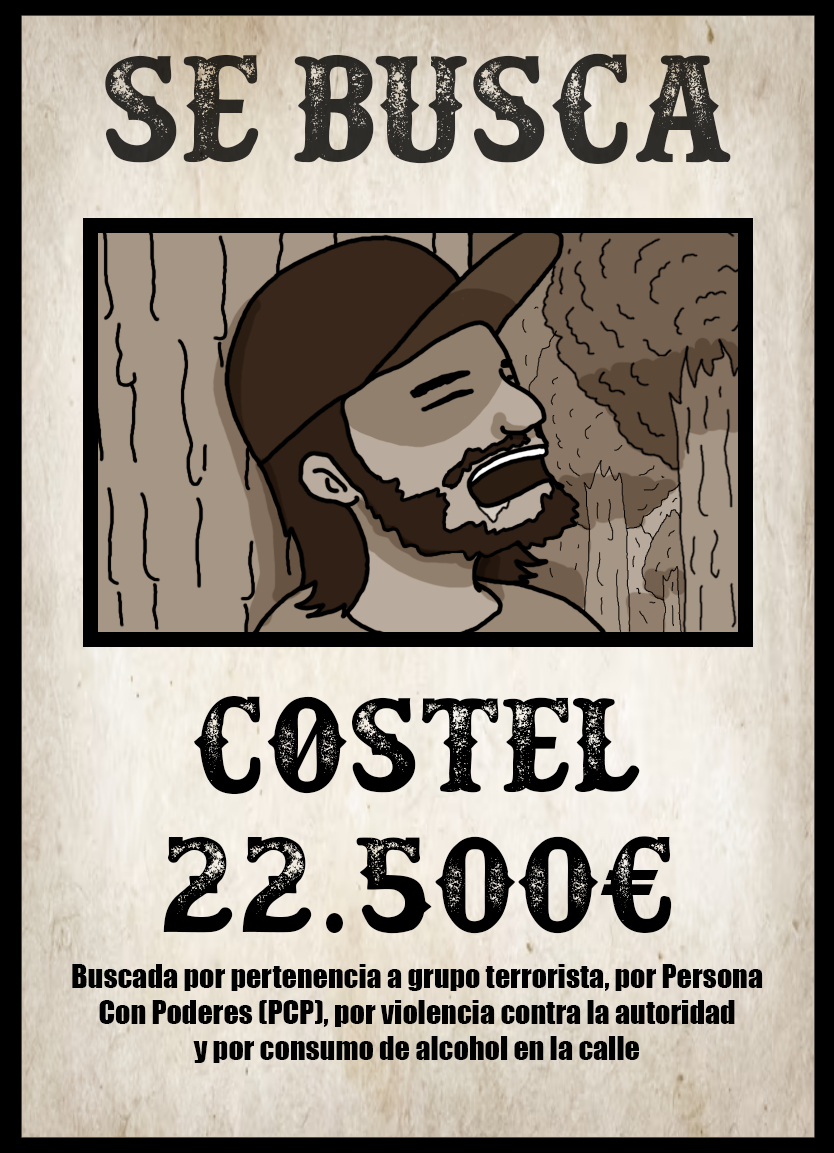 SE BUSCA
COSTEL
22.500€
Buscada por pertenencia a grupo terrorista, por Persona
Con Poderes (PCP), por violencia contra la autoridad
y por consumo de alcohol en la calle